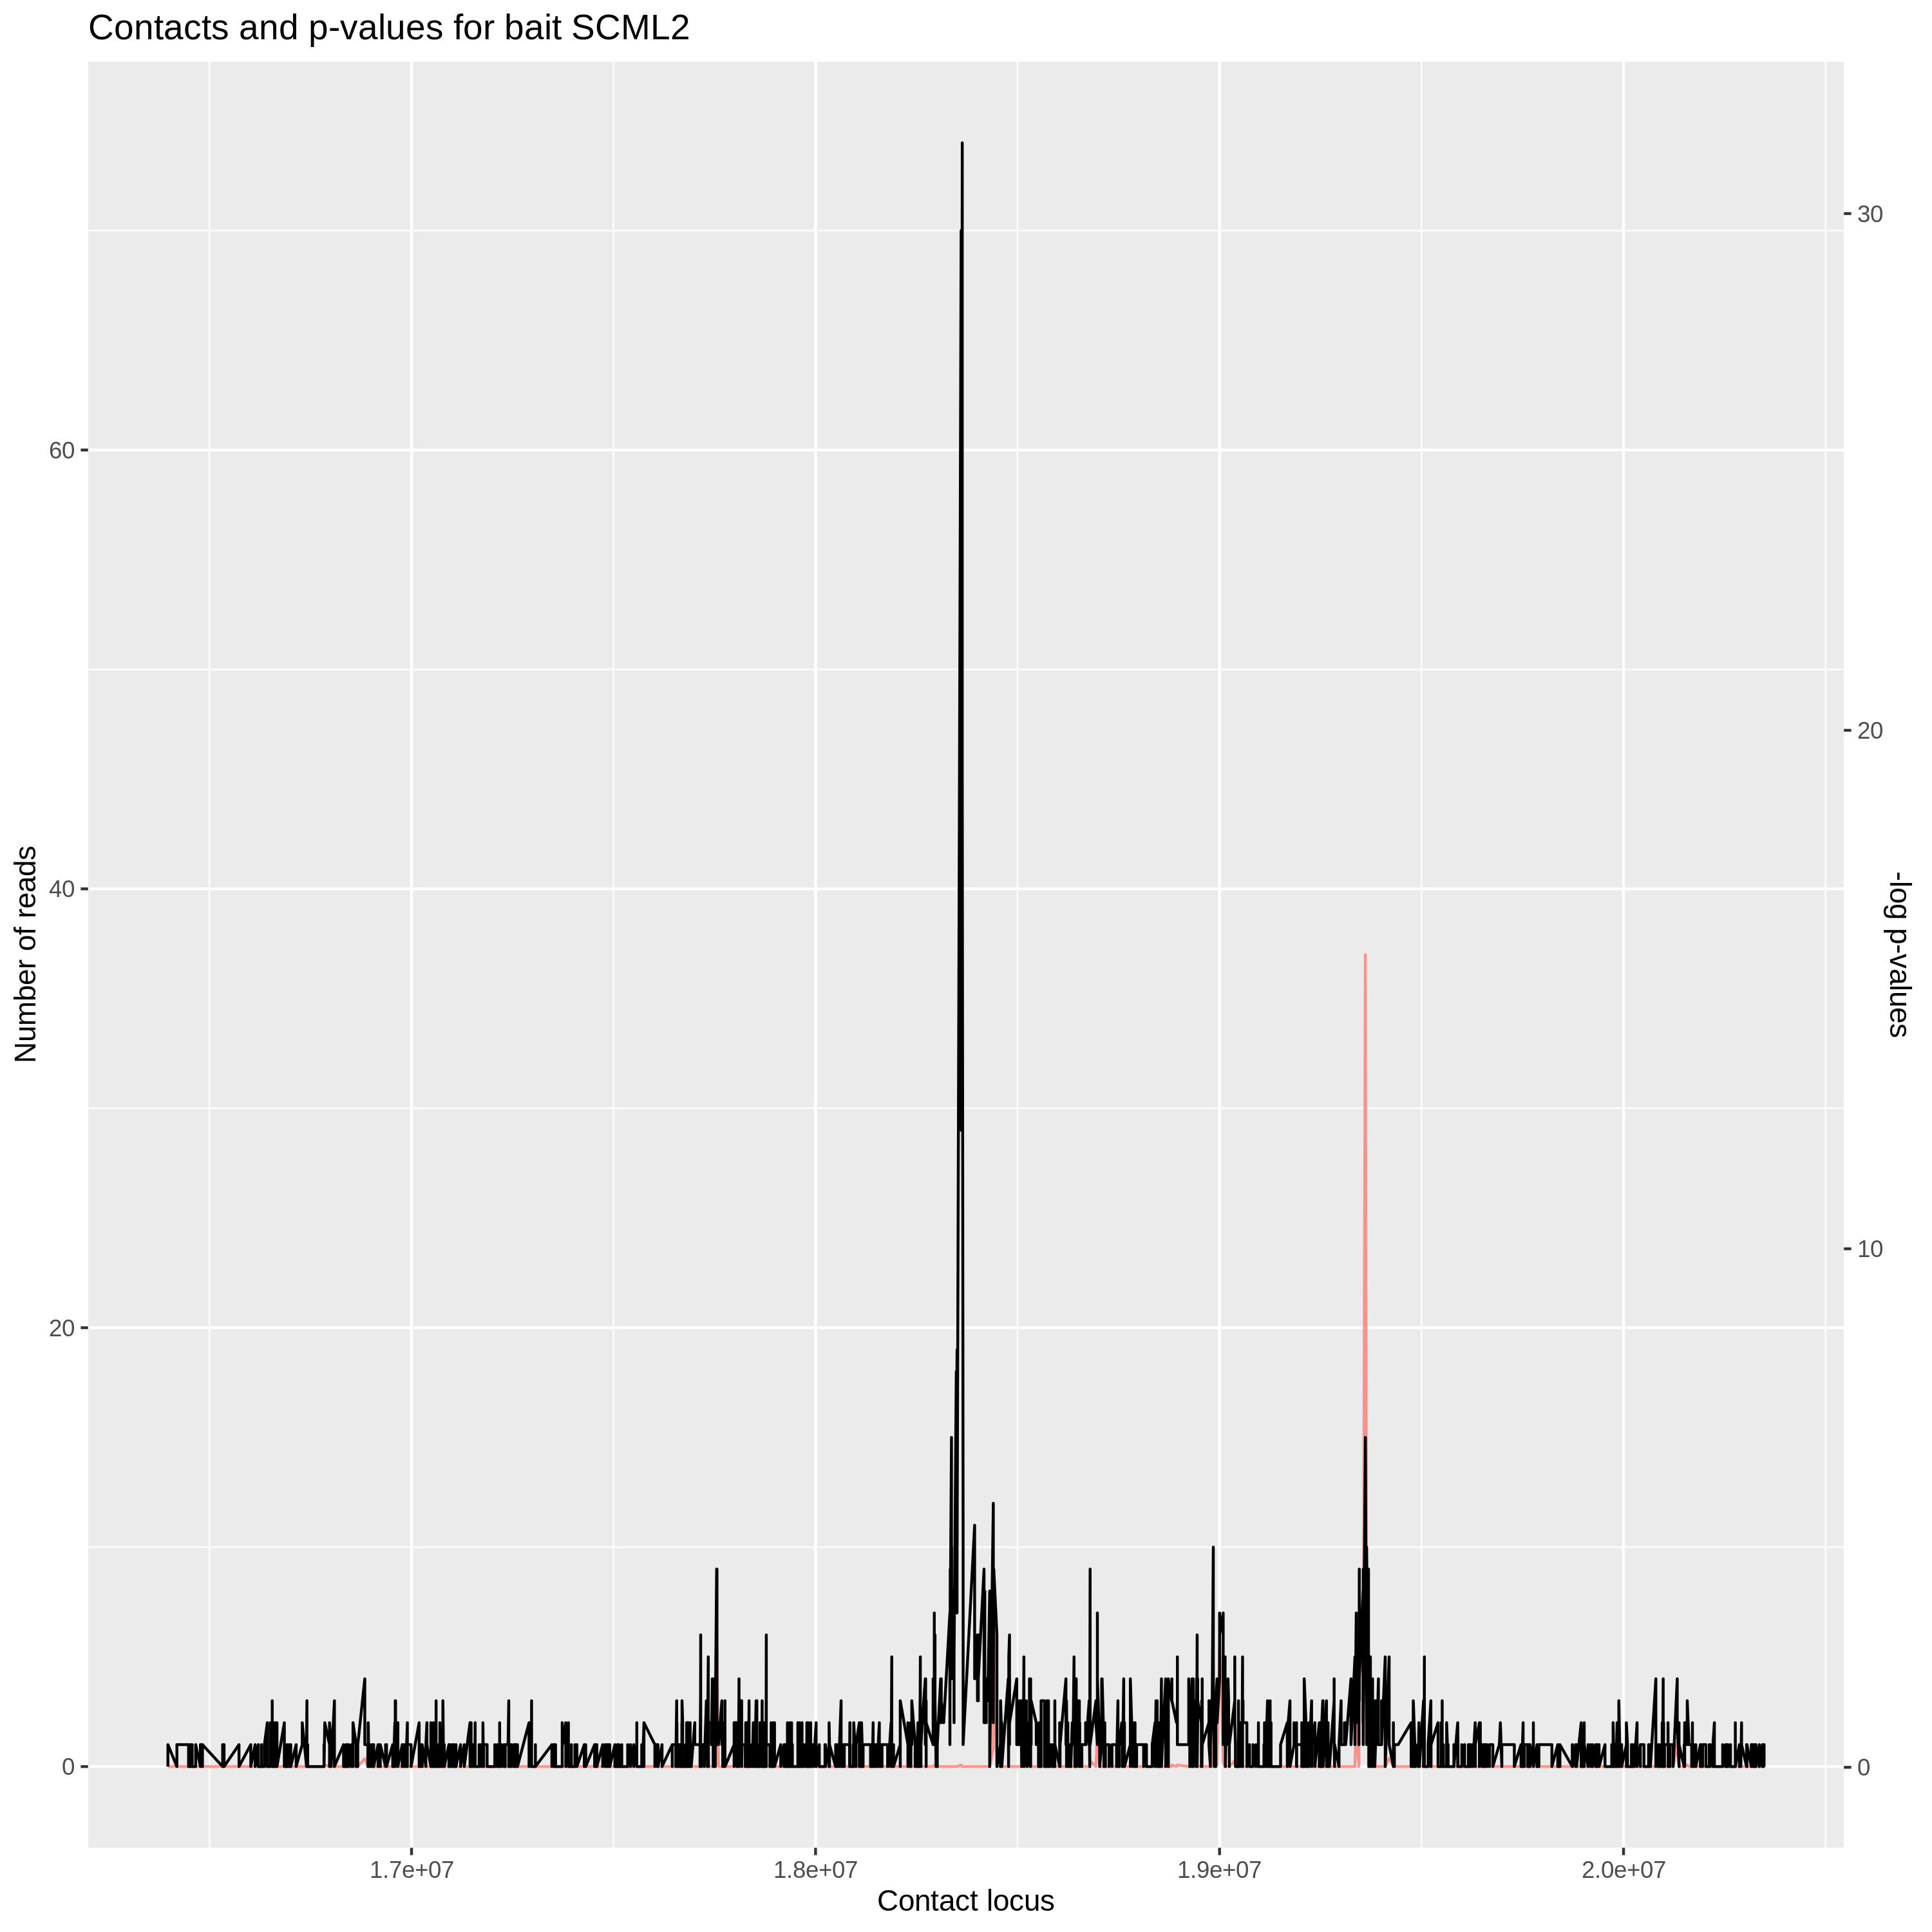 Contacts and p-values for bait SCML2
60
40
20
0
Number of reads
30
20
10
0
-log p-values
1.7e+07
1.8e+07
1.9e+07
2.0e+07
Contact locus